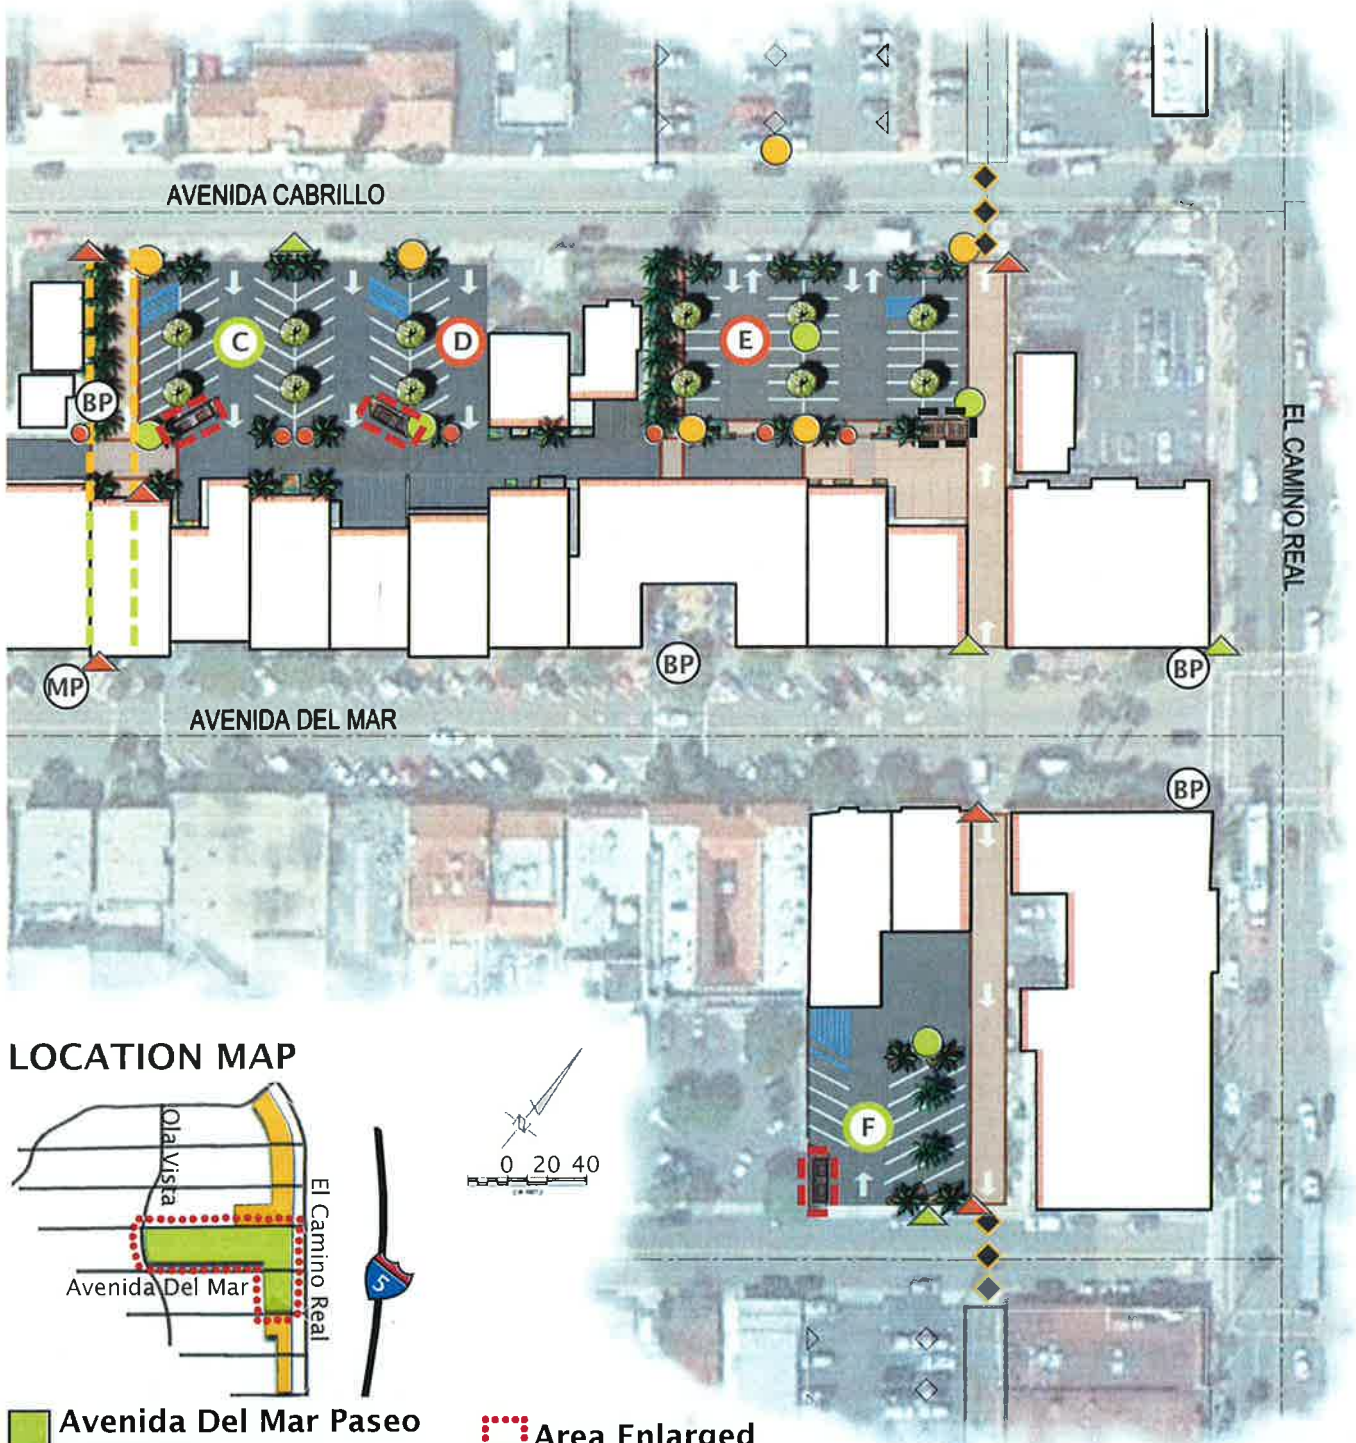 AVENIDA CABRILLO
C
D
E
BP
EL CAMINO REAL
MP
BP
BP
AVENIDA DEL MAR
BP
F
LOCATION MAP
Ola Vista
El Camino Real
Avenida Del Mar
5
0 20 40
Avenida Del Mar Paseo
Area Enlarged